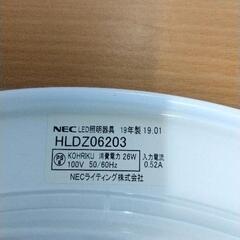 NEC LED照明器具 19年製 19.01
HLDZ06203
KOHRIKU 消費電力 26W 入力電流
100V 50/60Hz 0.52A
NECライティング株式会社